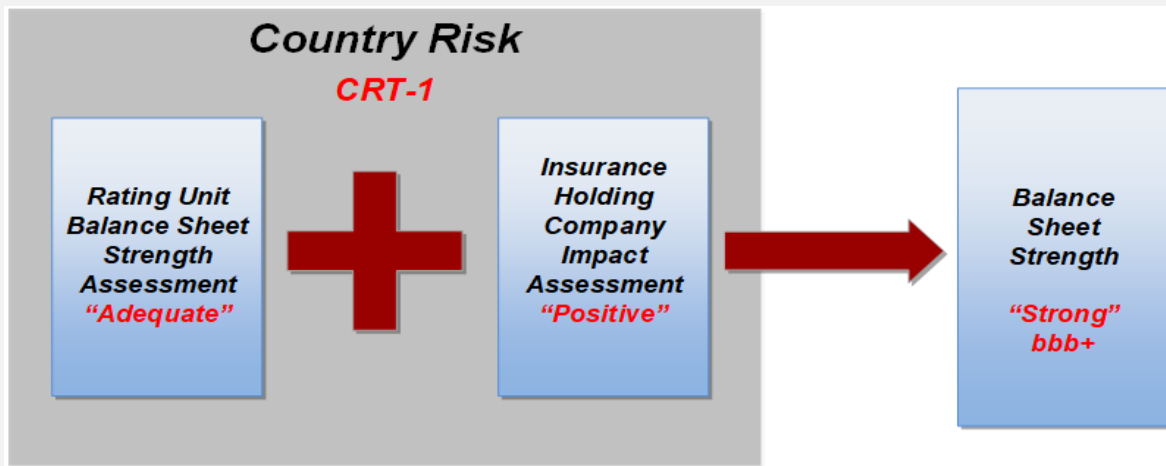 Country Risk
CRT-1
Rating Unit
Balance Sheet
Strength
Assessment
“Adequate”
Insurance
Holding
Company
Impact
Assessment
“Positive”
Balance
Sheet
Strength
“Strong”
bbb+